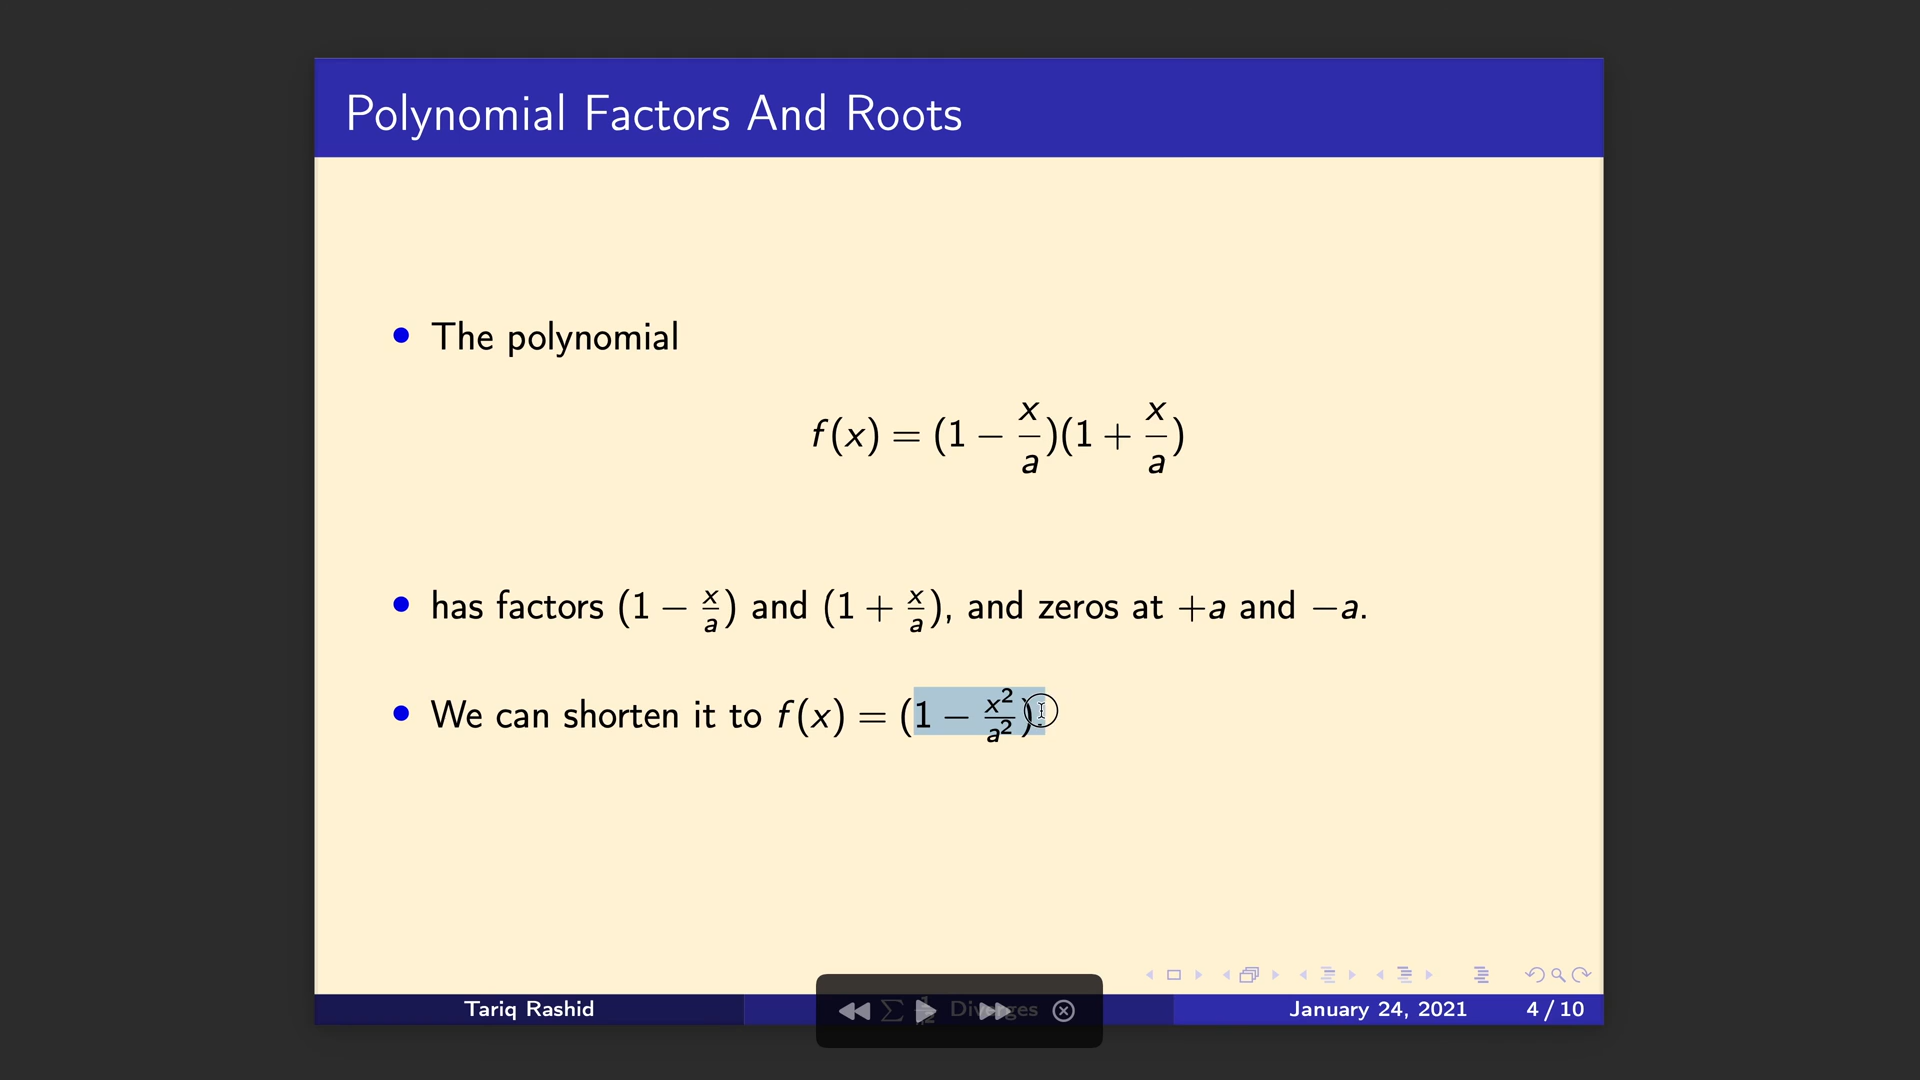 Polynomial Factors And Roots
• The polynomial
f(x) = (1 − x/a)(1 + x/a)
• has factors (1 − x/a) and (1 + x/a), and zeros at +a and −a.
• We can shorten it to f(x) = (1 − x²/a²).
Tariq Rashid
∑ Diverges
January 24, 2021
4 / 10